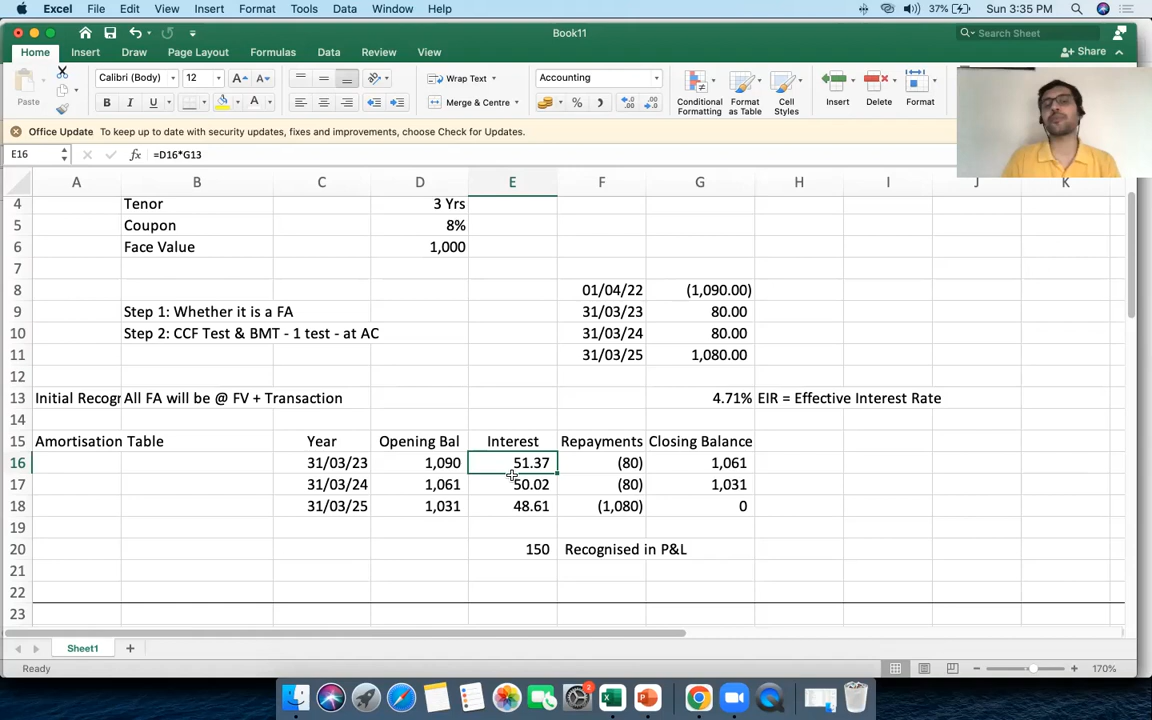 Excel File Edit View Insert Format Tools Data Window Help 37% Sun 3:35 PM
Book11
Search Sheet
Home Insert Draw Page Layout Formulas Data Review View
Share
Paste Calibri (Body) 12 Wrap Text Accounting
B I U Merge & Centre Conditional Formatting Format as Table Cell Styles Insert Delete Format
Office Update To keep up to date with security updates, fixes and improvements, choose Check for Updates.
E16 fx =D16*G13
A B C D E F G H I J K
4 Tenor 3 Yrs
5 Coupon 8%
6 Face Value 1,000
7
8 01/04/22 (1,090.00)
9 Step 1: Whether it is a FA 31/03/23 80.00
10 Step 2: CCF Test & BMT - 1 test - at AC 31/03/24 80.00
11 31/03/25 1,080.00
12
13 Initial Recogr All FA will be @ FV + Transaction 4.71% EIR = Effective Interest Rate
14
15 Amortisation Table Year Opening Bal Interest Repayments Closing Balance
16 31/03/23 1,090 51.37 (80) 1,061
17 31/03/24 1,061 50.02 (80) 1,031
18 31/03/25 1,031 48.61 (1,080) 0
19
20 150 Recognised in P&L
21
22
23
Sheet1
Ready 170%